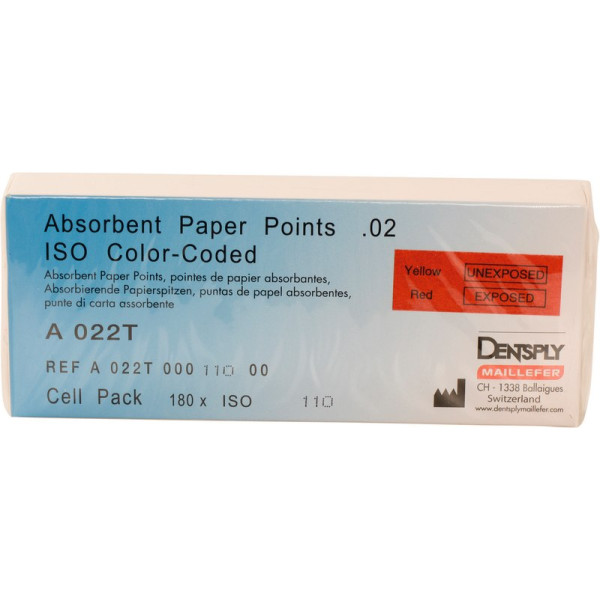 Absorbent Paper Points .02
ISO Color-Coded
Absorbent Paper Points, pointes de papier absorbantes,
Absorbierende Papierspitzen, puntas de papel absorbentes,
punte di carta assorbente
Yellow UNEXPOSED
Red EXPOSED
A 022T
REF A 022T 000 110 00
Cell Pack 180 x ISO 110
DENTSPLY
MAILLEFER
CH - 1338 Ballaigues
Switzerland
www.dentsplymaillefer.com